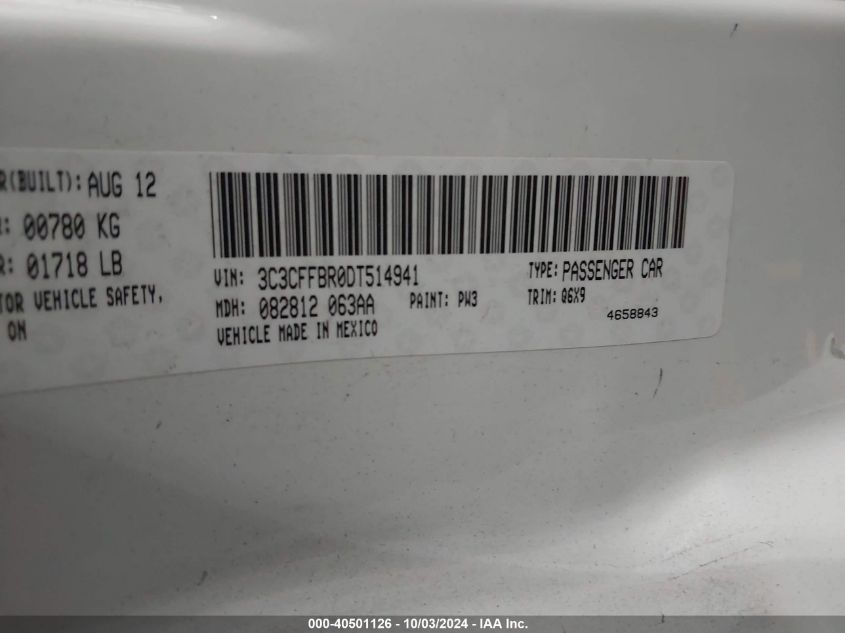 R(BUILT): AUG 12
R: 00780 KG
R: 01718 LB
TOR VEHICLE SAFETY,
ON
VIN: 3C3CFFBR0DT514941
TYPE: PASSENGER CAR
MDH: 082812 063AA
PAINT: PW3
TRIM: Q6X9
VEHICLE MADE IN MEXICO
4658843
000-40501126 - 10/03/2024 - IAA Inc.